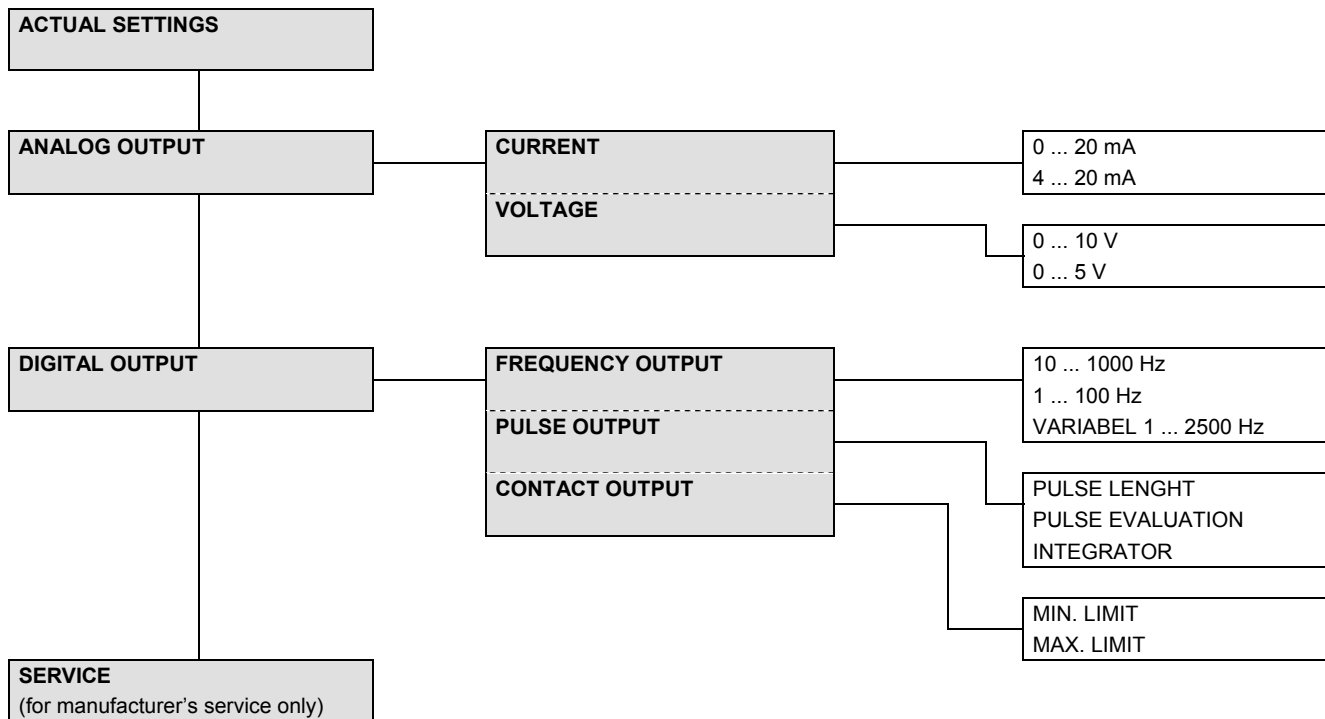 ACTUAL SETTINGS
ANALOG OUTPUT
CURRENT
0 ... 20 mA
4 ... 20 mA
VOLTAGE
0 ... 10 V
0 ... 5 V
DIGITAL OUTPUT
FREQUENCY OUTPUT
10 ... 1000 Hz
1 ... 100 Hz
VARIABEL 1 ... 2500 Hz
PULSE OUTPUT
PULSE LENGHT
PULSE EVALUATION
INTEGRATOR
CONTACT OUTPUT
MIN. LIMIT
MAX. LIMIT
SERVICE
(for manufacturer’s service only)